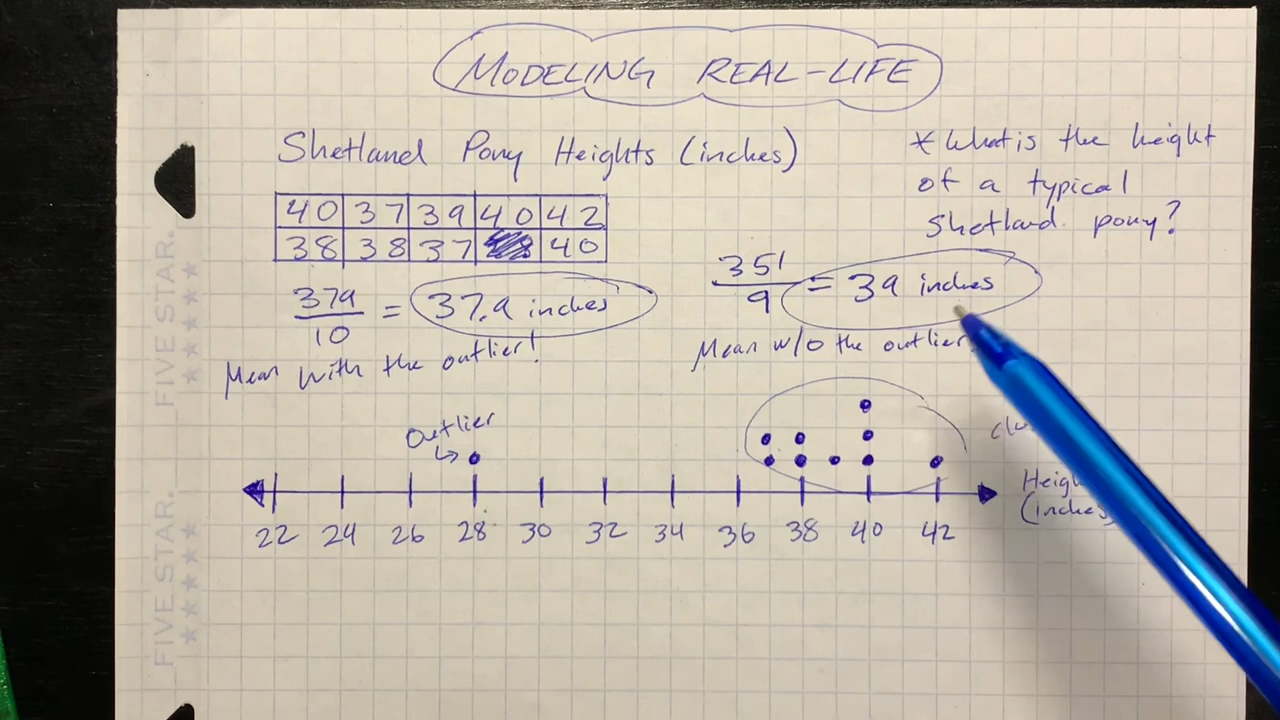 MODELING REAL-LIFE
Shetland Pony Heights (inches)
* What is the height
of a typical
Shetland pony?
40 37 39 40 42
38 38 37 40
379
10
= 37.9 inches
Mean with the outlier!
351
9
= 39 inches
Mean w/o the outlier
Outlier
Height
(inches
22 24 26 28 30 32 34 36 38 40 42
FIVE STAR.
FIVE STAR.